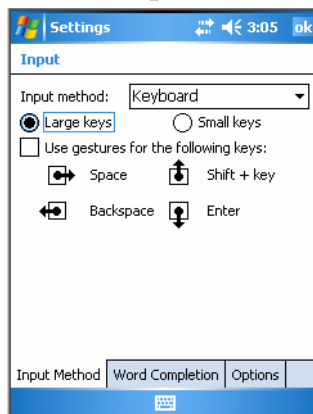 Settings 3:05 ok
Input
Input method: Keyboard
Large keys Small keys
Use gestures for the following keys:
Space Shift + key
Backspace Enter
Input Method Word Completion Options